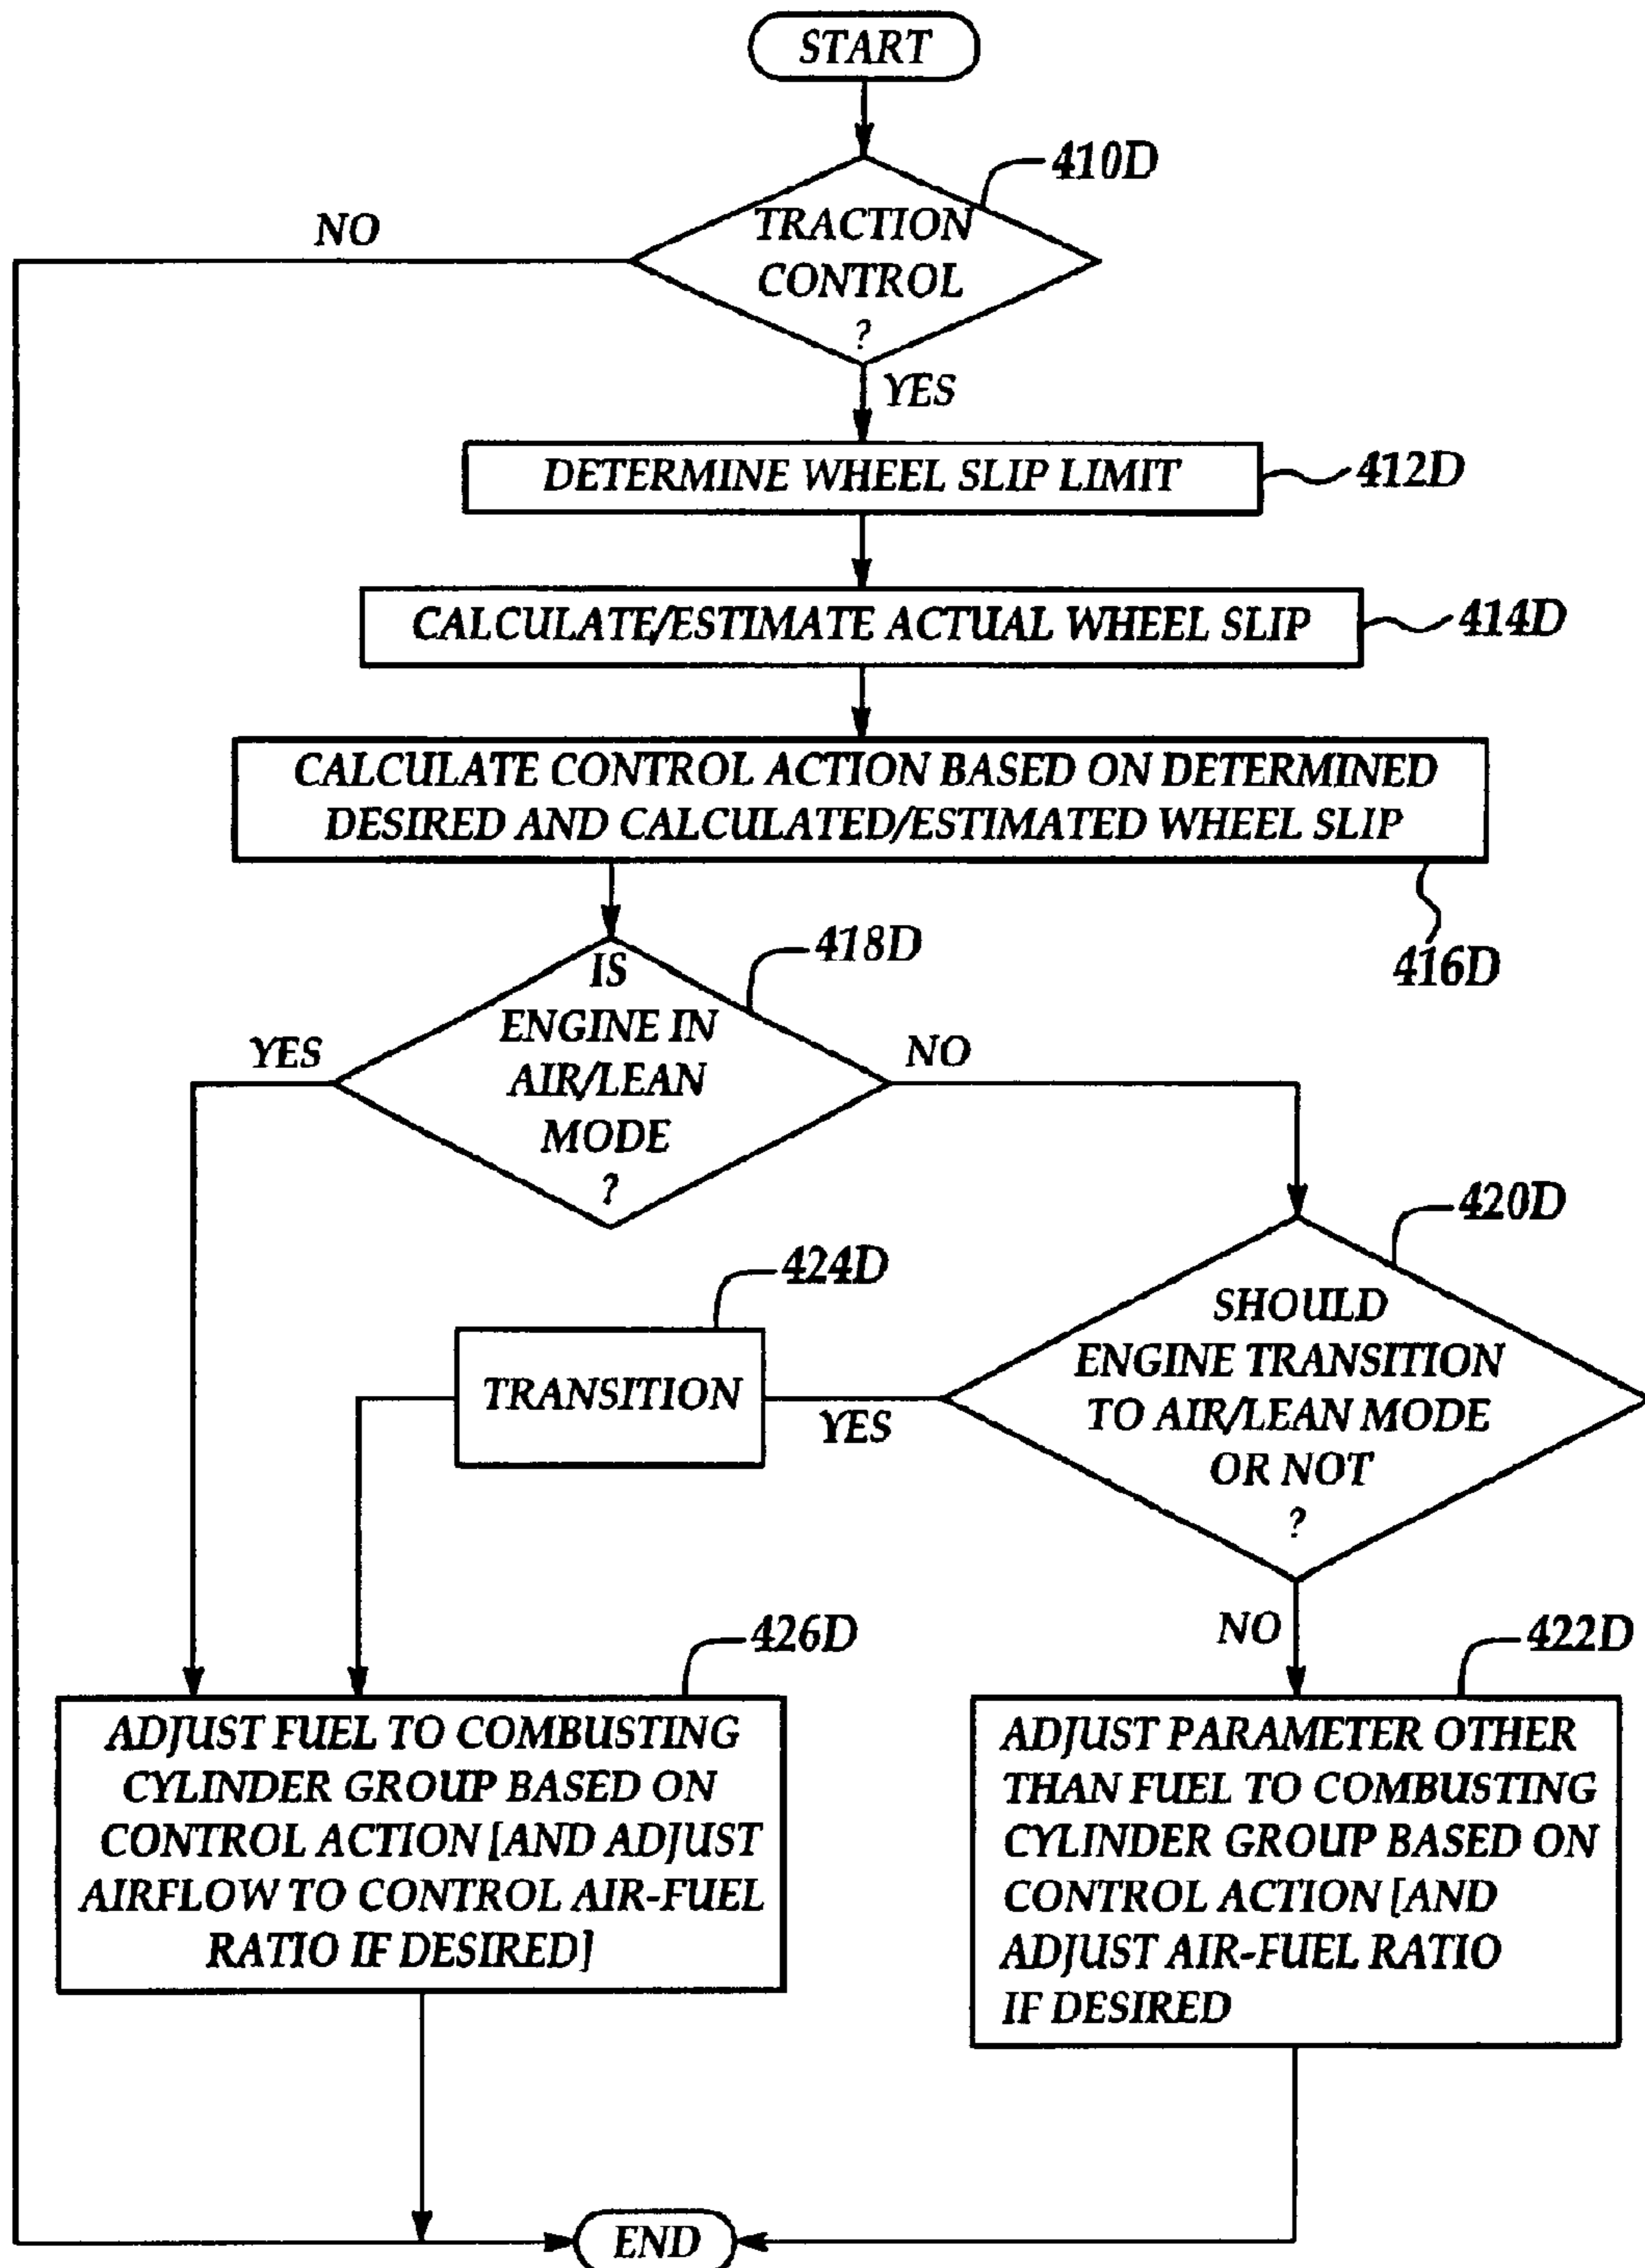 START
410D
TRACTION
CONTROL
?
NO
YES
DETERMINE WHEEL SLIP LIMIT
412D
CALCULATE/ESTIMATE ACTUAL WHEEL SLIP
414D
CALCULATE CONTROL ACTION BASED ON DETERMINED
DESIRED AND CALCULATED/ESTIMATED WHEEL SLIP
416D
418D
IS
ENGINE IN
AIR/LEAN
MODE
?
YES
NO
420D
SHOULD
ENGINE TRANSITION
TO AIR/LEAN MODE
OR NOT
?
424D
TRANSITION
YES
NO
426D
ADJUST FUEL TO COMBUSTING
CYLINDER GROUP BASED ON
CONTROL ACTION [AND ADJUST
AIRFLOW TO CONTROL AIR-FUEL
RATIO IF DESIRED]
422D
ADJUST PARAMETER OTHER
THAN FUEL TO COMBUSTING
CYLINDER GROUP BASED ON
CONTROL ACTION [AND
ADJUST AIR-FUEL RATIO
IF DESIRED
END